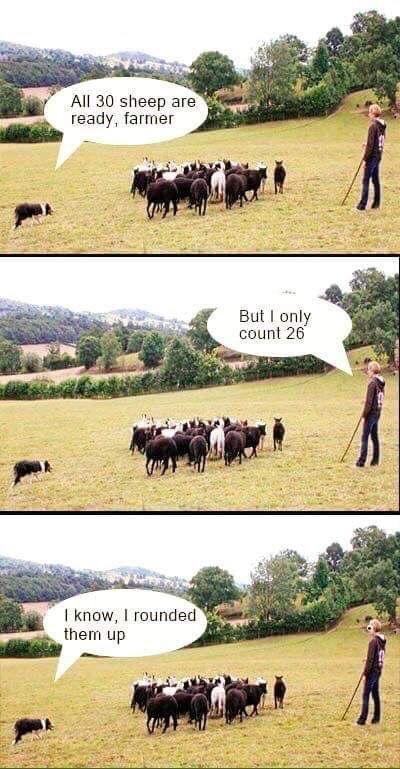 All 30 sheep are
ready, farmer
But I only
count 26
I know, I rounded
them up